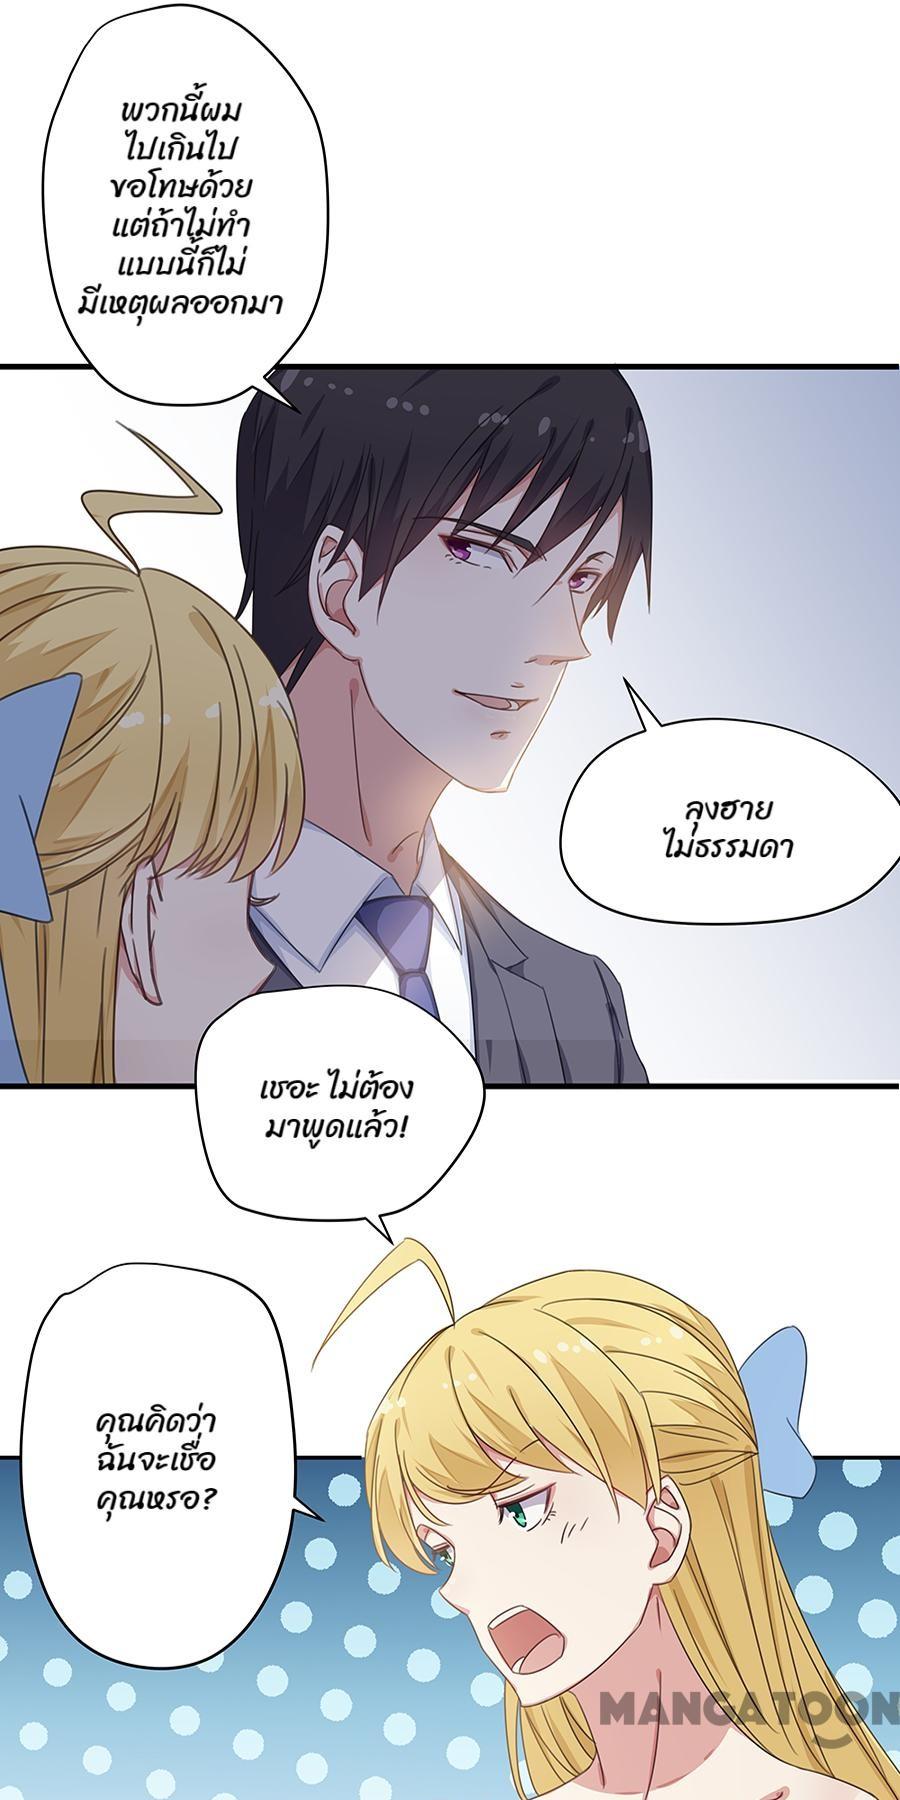 พวกนี้ผม
ไปเกินไป
ขอโทษด้วย
แต่ถ้าไม่ทำ
แบบนี้ก็ไม่
มีเหตุผลออกมา
ลุงฮาย
ไม่ธรรมดา
เชอะ ไม่ต้อง
มาพูดแล้ว!
คุณคิดว่า
ฉันจะเชื่อ
คุณหรอ?
MANGATOON